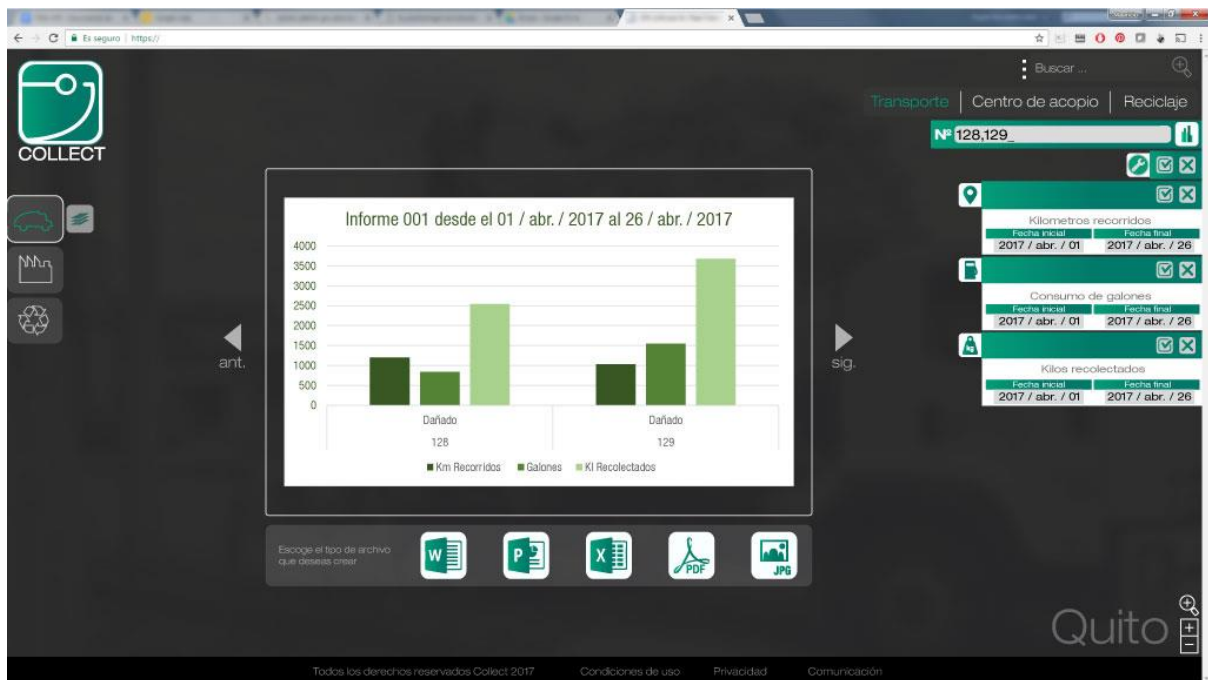 Es seguro | https://
COLLECT
Buscar ...
Transporte | Centro de acopio | Reciclaje
Nº 128,129_
Kilometros recorridos
Fecha inicial Fecha final
2017 / abr. / 01 2017 / abr. / 26
Consumo de galones
Fecha inicial Fecha final
2017 / abr. / 01 2017 / abr. / 26
kg
Kilos recolectados
Fecha inicial Fecha final
2017 / abr. / 01 2017 / abr. / 26
ant.
sig.
Informe 001 desde el 01 / abr. / 2017 al 26 / abr. / 2017
4000
3500
3000
2500
2000
1500
1000
500
0
Dañado Dañado
128 129
Km Recorridos Galones Kl Recolectados
Escoge el tipo de archivo
que deseas crear
W
P
X
PDF
JPG
Quito
Todos los derechos reservados Collect 2017 Condiciones de uso Privacidad Comunicación